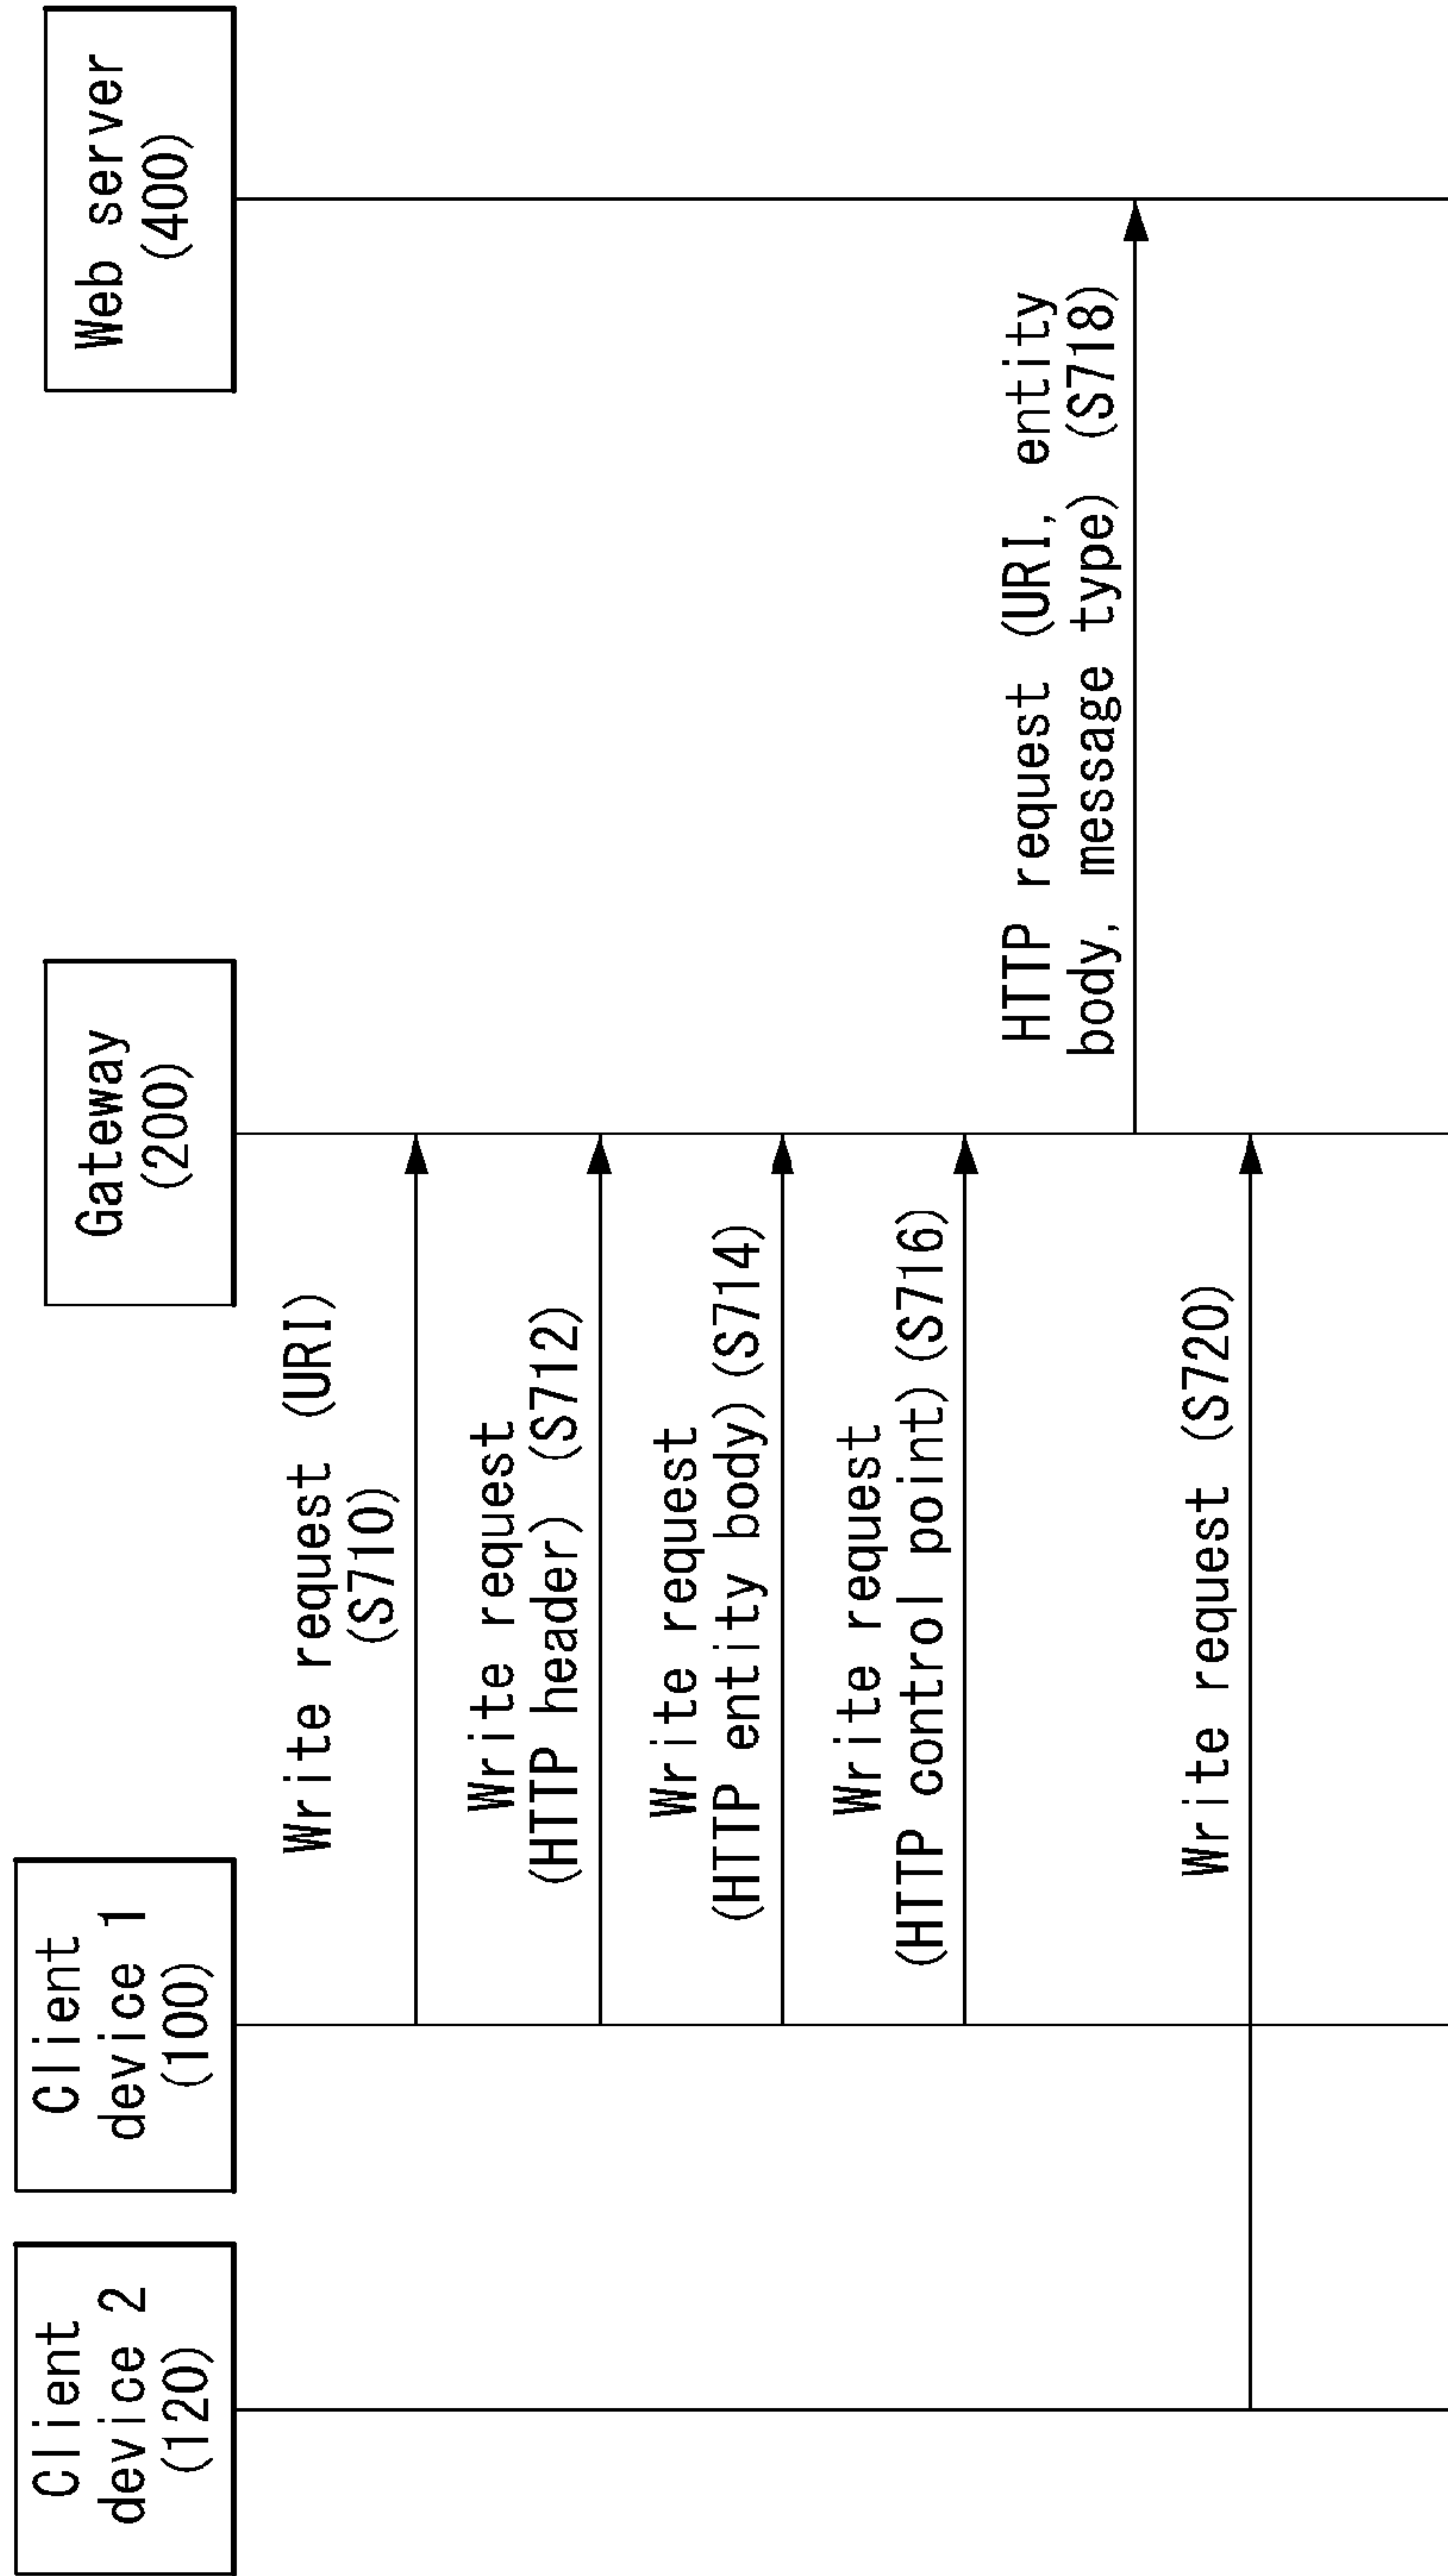 Client
device 2
(120)
Client
device 1
(100)
Gateway
(200)
Web server
(400)
Write request (URI)
(S710)
Write request
(HTTP header) (S712)
Write request
(HTTP entity body) (S714)
Write request
(HTTP control point) (S716)
HTTP request (URI, entity
body, message type) (S718)
Write request (S720)